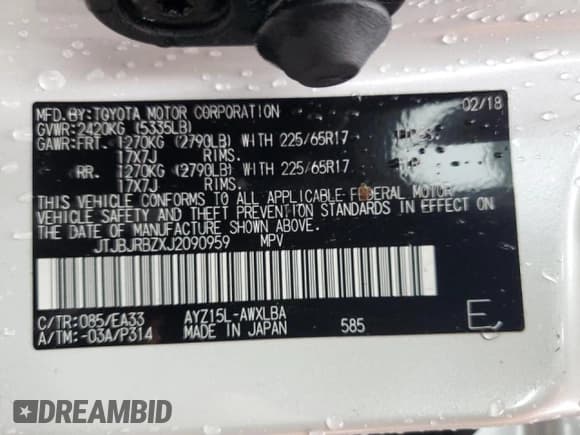 MFD.BY:TOYOTA MOTOR CORPORATION 02/18
GVWR:2420KG (5335LB)
GAWR:FRT. 1270KG (2790LB) WITH 225/65R17
17X7J RIMS.
RR. 1270KG (2790LB) WITH 225/65R17
17X7J RIMS.
THIS VEHICLE CONFORMS TO ALL APPLICABLE FEDERAL MOTOR
VEHICLE SAFETY AND THEFT PREVENTION STANDARDS IN EFFECT ON
THE DATE OF MANUFACTURE SHOWN ABOVE.
JTJBJRBZXJ2090959 MPV
C/TR:085/EA33 AYZ15L-AWXLBA
A/TM:-03A/P314 MADE IN JAPAN 585 E
DREAMBID